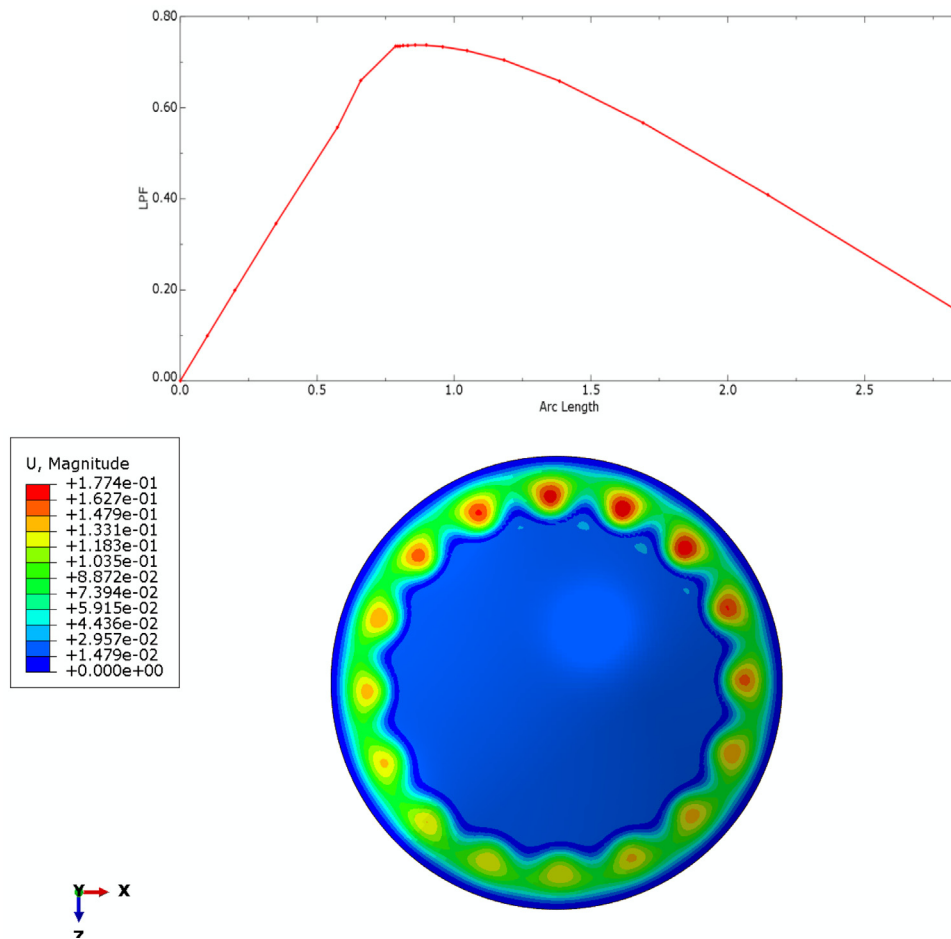 0.80
0.60
0.40
0.20
0.00
LPF
0.0 0.5 1.0 1.5 2.0 2.5
Arc Length
U, Magnitude
+1.774e-01
+1.627e-01
+1.479e-01
+1.331e-01
+1.183e-01
+1.035e-01
+8.872e-02
+7.394e-02
+5.915e-02
+4.436e-02
+2.957e-02
+1.479e-02
+0.000e+00
Y X
Z